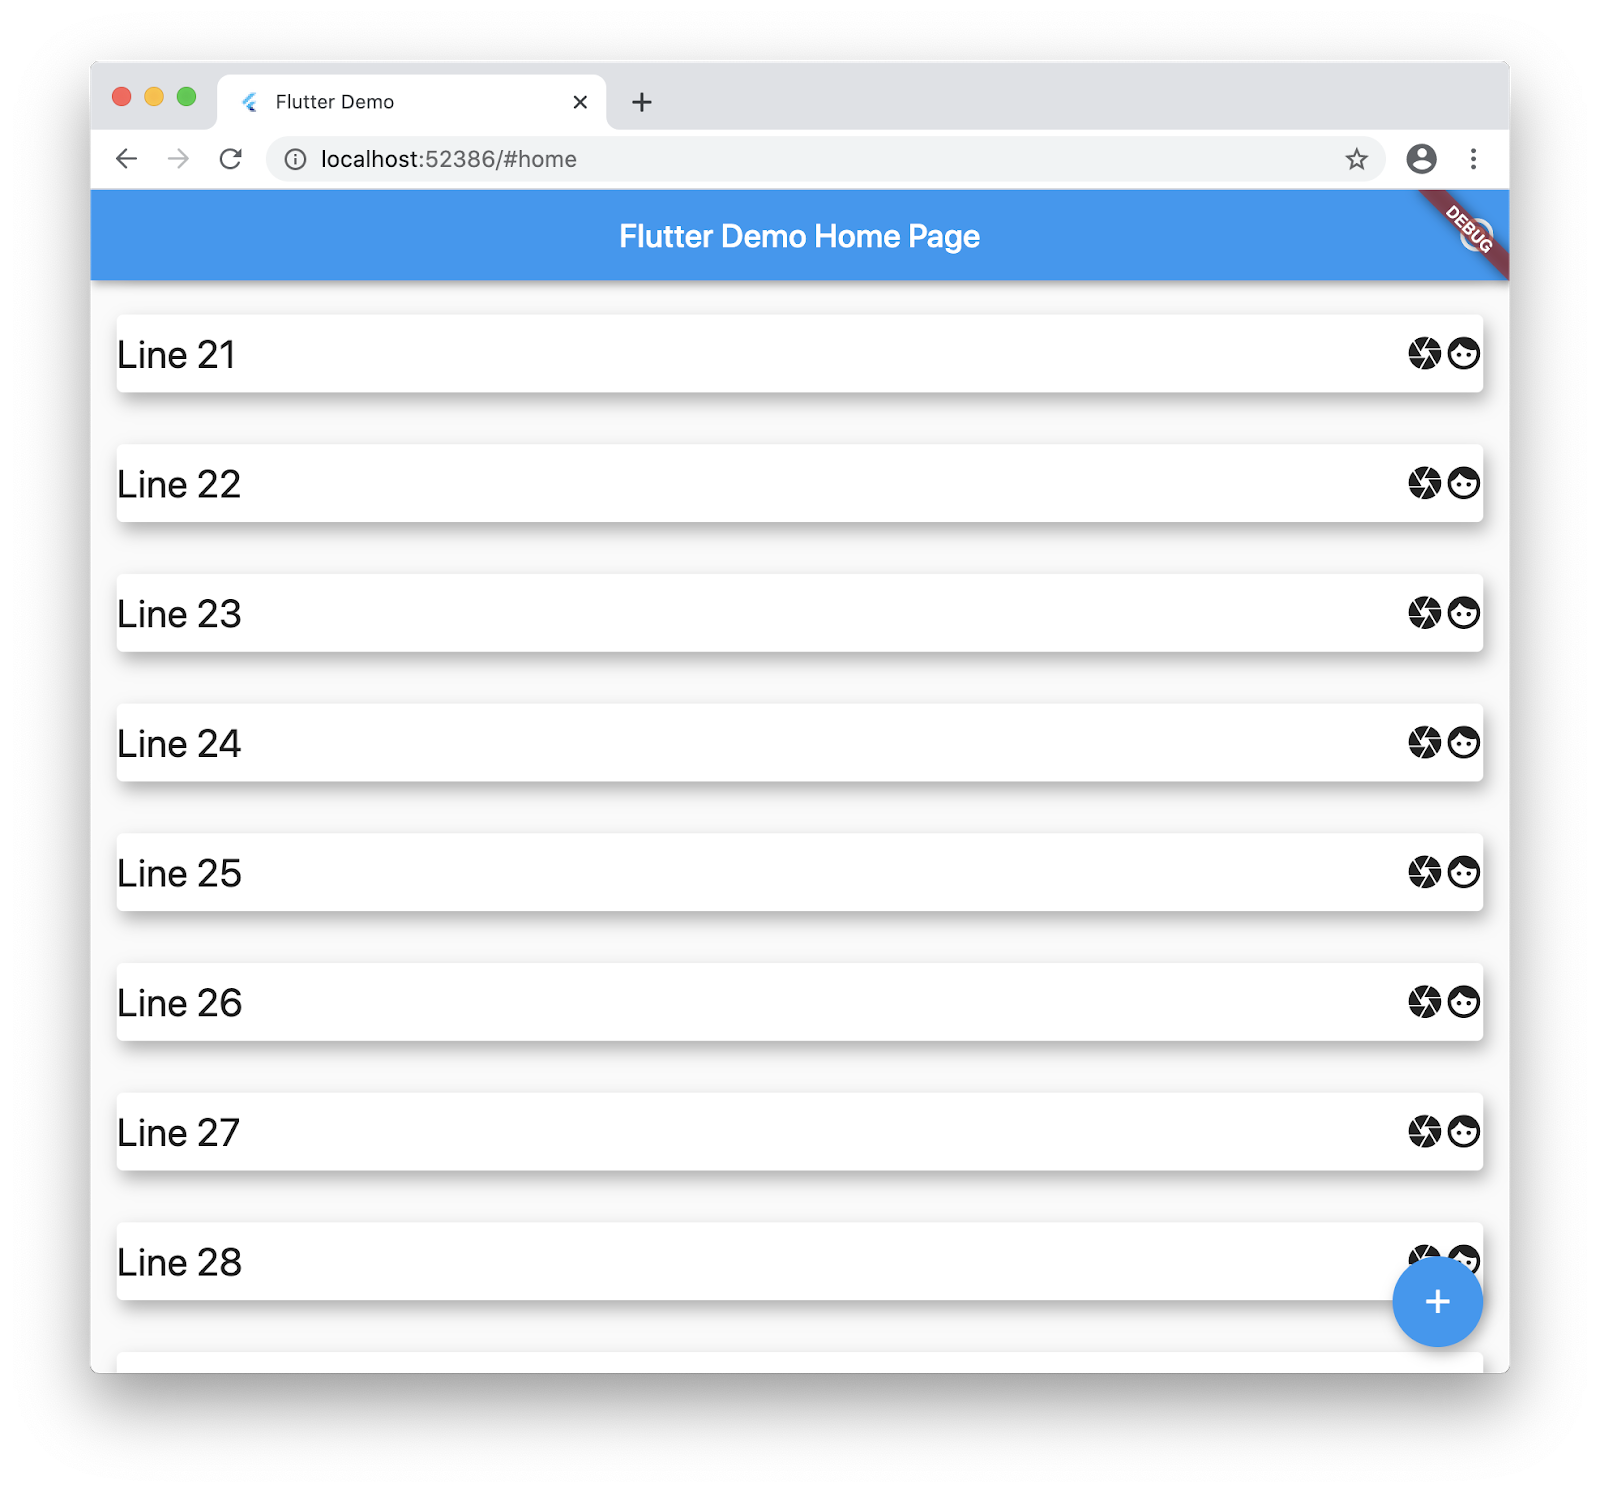 Flutter Demo
localhost:52386/#home
Flutter Demo Home Page
DEBUG
Line 21
Line 22
Line 23
Line 24
Line 25
Line 26
Line 27
Line 28